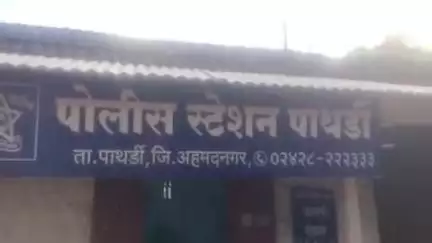 पोलीस स्टेशन पाथर्डी
ता.पाथर्डी,जि.अहमदनगर,✆०२४२८-२२२३३३